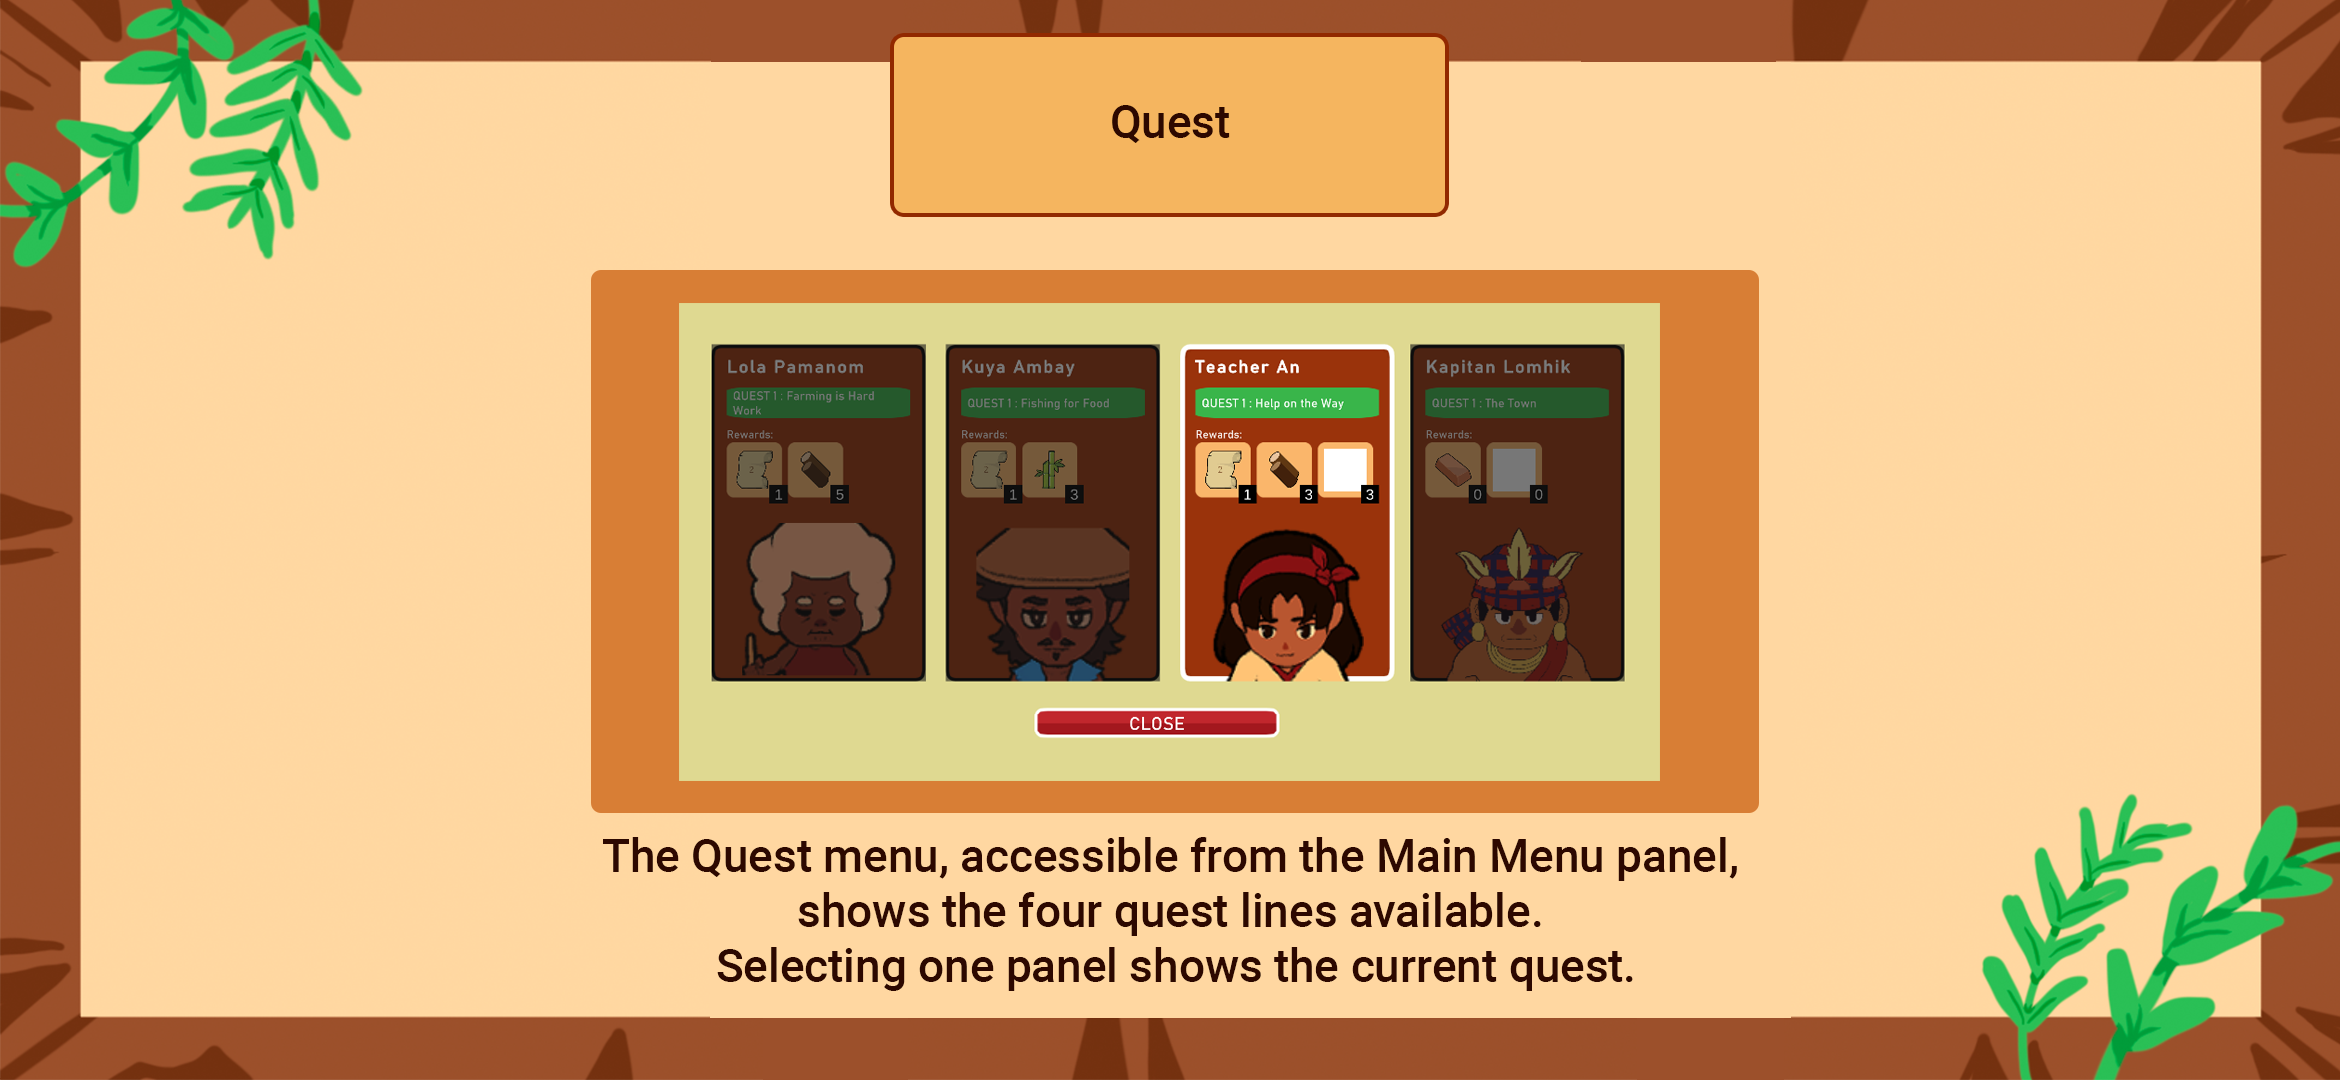 Quest
Lola Pamanom
QUEST 1 : Farming is Hard
Work
Rewards:
2
1
5
Kuya Ambay
QUEST 1 : Fishing for Food
Rewards:
2
1
3
Teacher An
QUEST 1 : Help on the Way
Rewards:
2
1
3
3
Kapitan Lomhik
QUEST 1 : The Town
Rewards:
0
0
CLOSE
The Quest menu, accessible from the Main Menu panel,
shows the four quest lines available.
Selecting one panel shows the current quest.